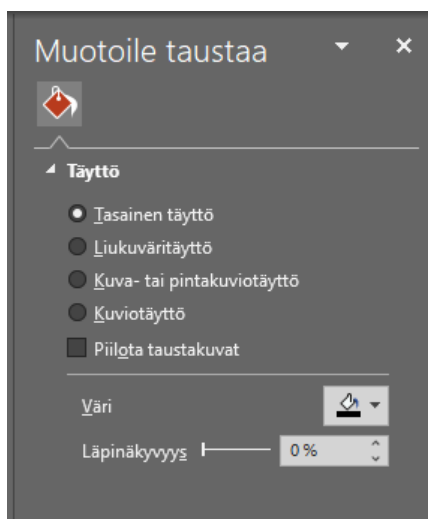 Muotoile taustaa
Täyttö
Tasainen täyttö
Liukuväritäyttö
Kuva- tai pintakuviotäyttö
Kuviotäyttö
Piilota taustakuvat
Väri
Läpinäkyvyys 0 %